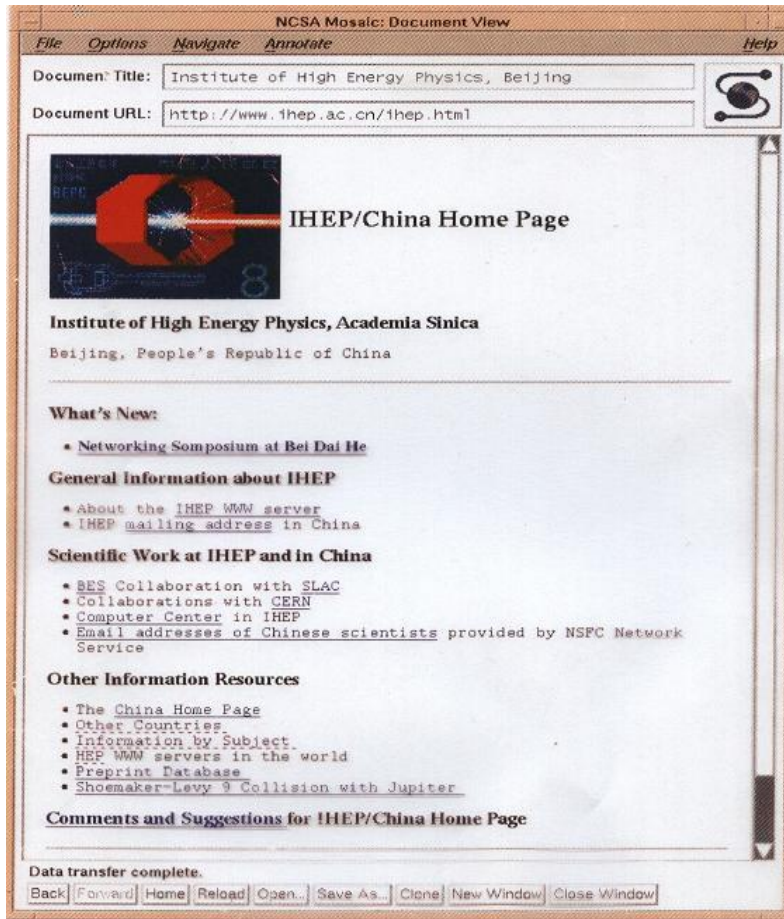 NCSA Mosaic: Document View
File Options Navigate Annotate Help
Document Title: Institute of High Energy Physics, Beijing
Document URL: http://www.ihep.ac.cn/ihep.html
BEPC
8
IHEP/China Home Page
Institute of High Energy Physics, Academia Sinica
Beijing, People's Republic of China
What's New:
• Networking Somposium at Bei Dai He
General Information about IHEP
• About the IHEP WWW server
• IHEP mailing address in China
Scientific Work at IHEP and in China
• BES Collaboration with SLAC
• Collaborations with CERN
• Computer Center in IHEP
• Email addresses of Chinese scientists provided by NSFC Network
Service
Other Information Resources
• The China Home Page
• Other Countries
• Information by Subject
• HEP WWW servers in the world
• Preprint Database
• Shoemaker-Levy 9 Collision with Jupiter
Comments and Suggestions for IHEP/China Home Page
Data transfer complete.
Back Forward Home Reload Open... Save As... Clone New Window Close Window